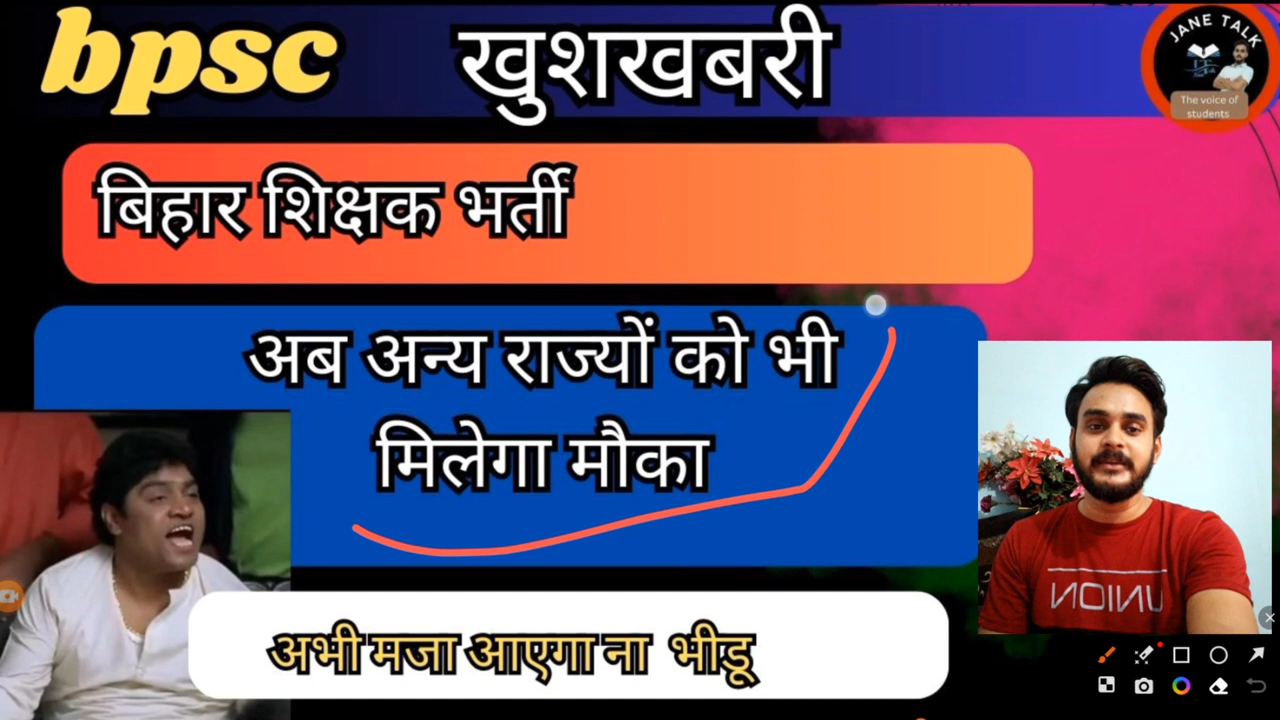 bpsc खुशखबरी
JANE TALK
The voice of
students
बिहार शिक्षक भर्ती
अब अन्य राज्यों को भी
मिलेगा मौका
UNION
अभी मजा आएगा ना भीडू